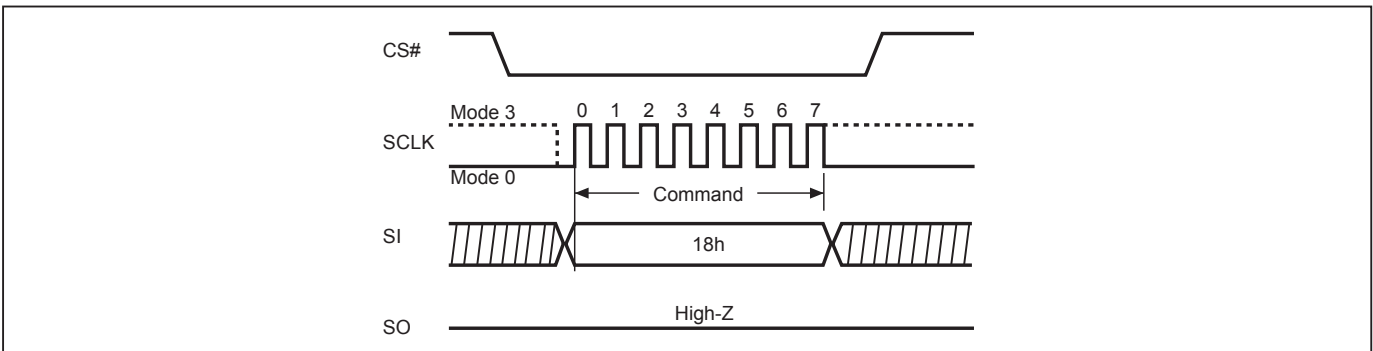 CS#
Mode 3
0 1 2 3 4 5 6 7
SCLK
Mode 0
Command
SI
18h
High-Z
SO